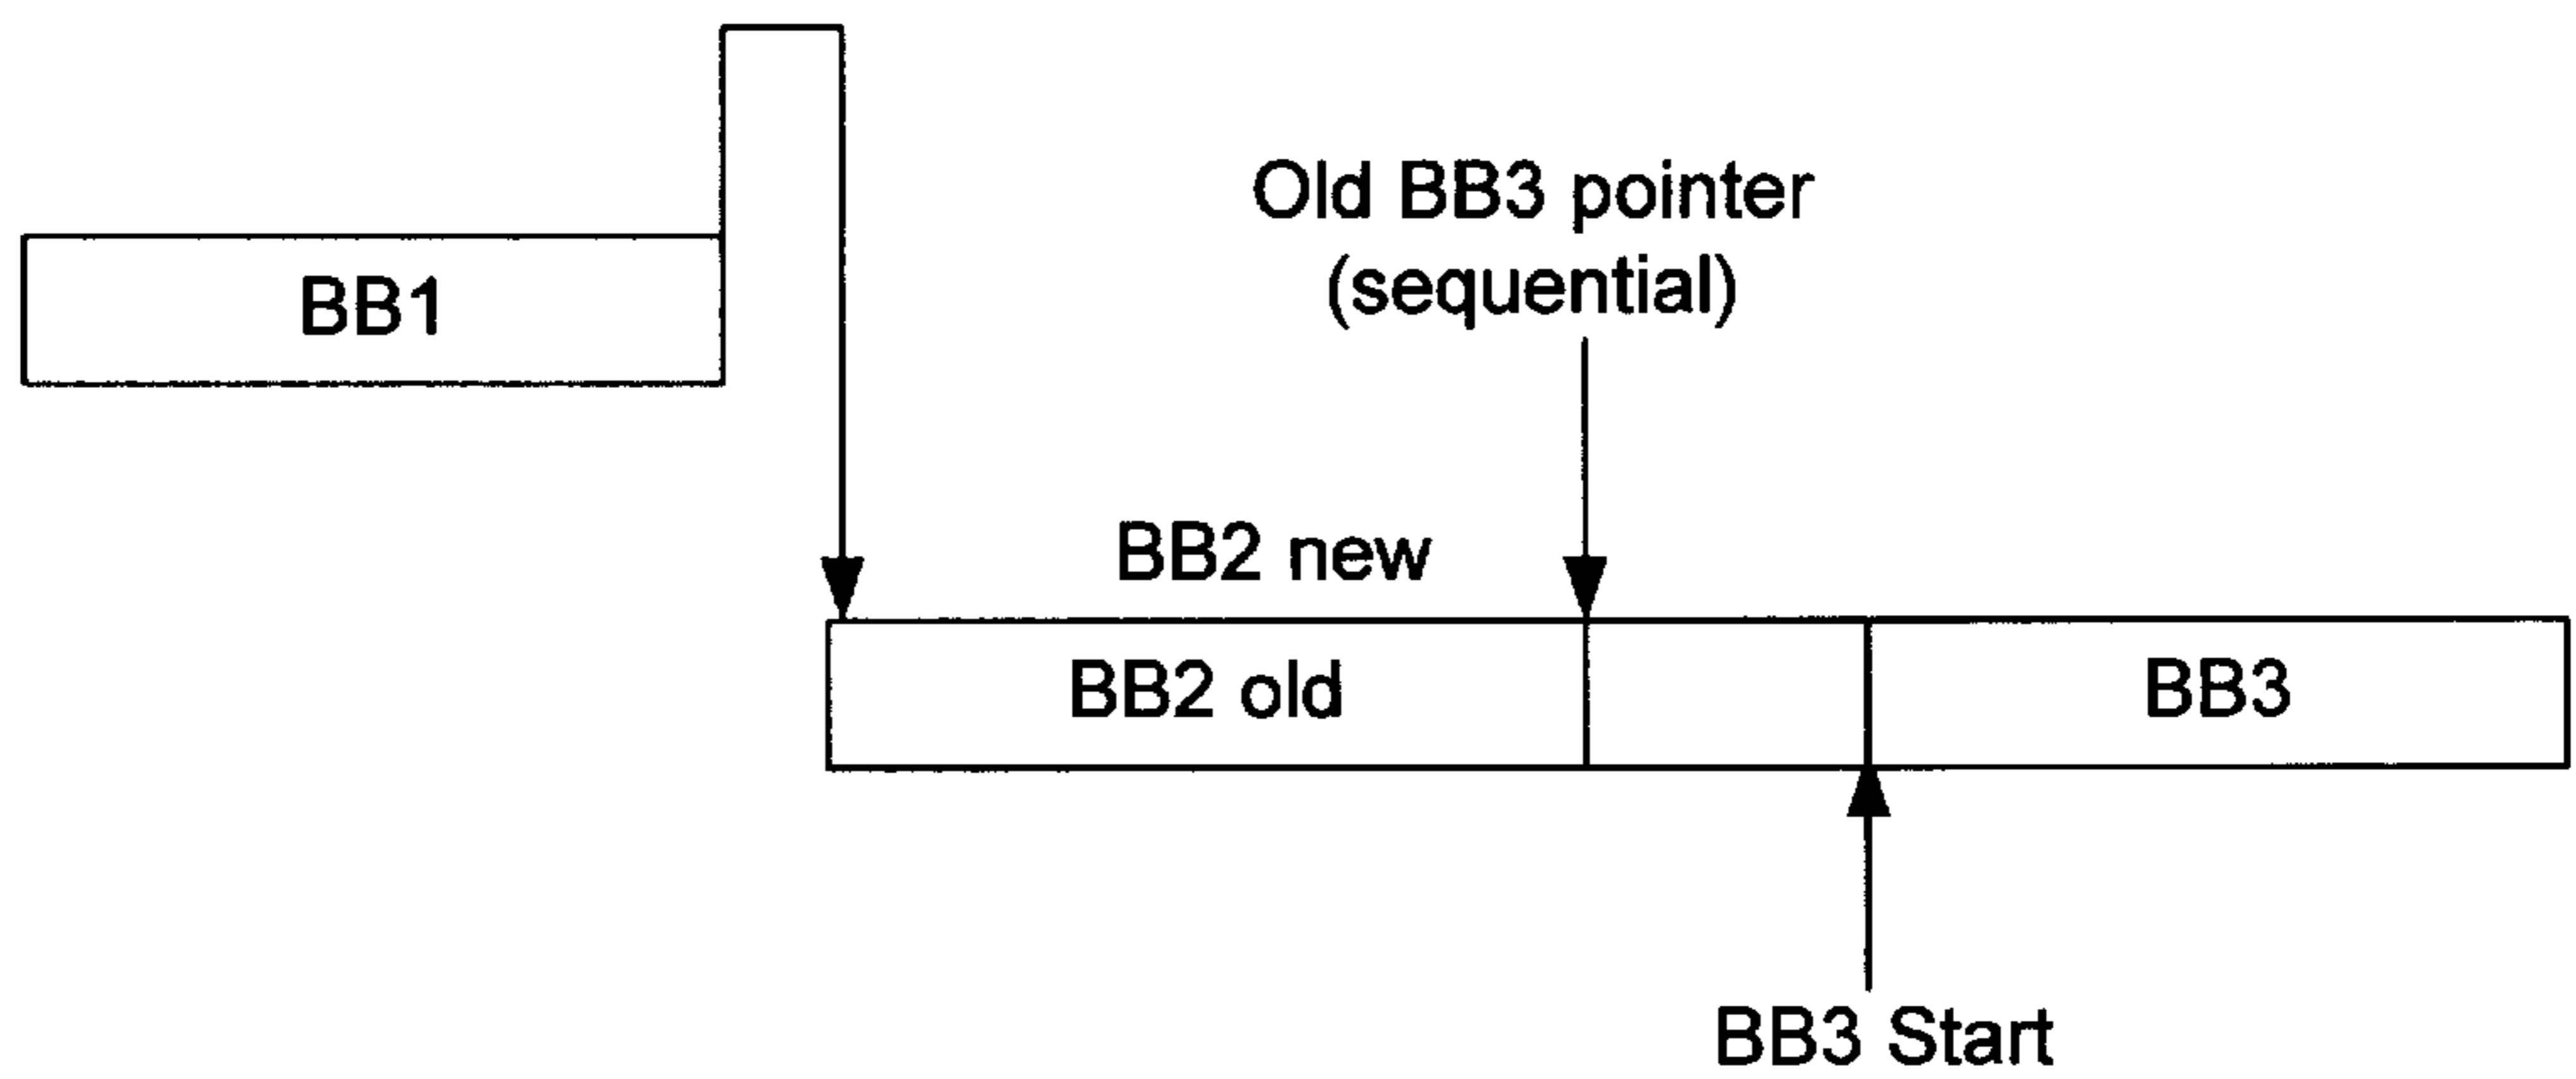 Old BB3 pointer
(sequential)
BB1
BB2 new
BB2 old
BB3
BB3 Start